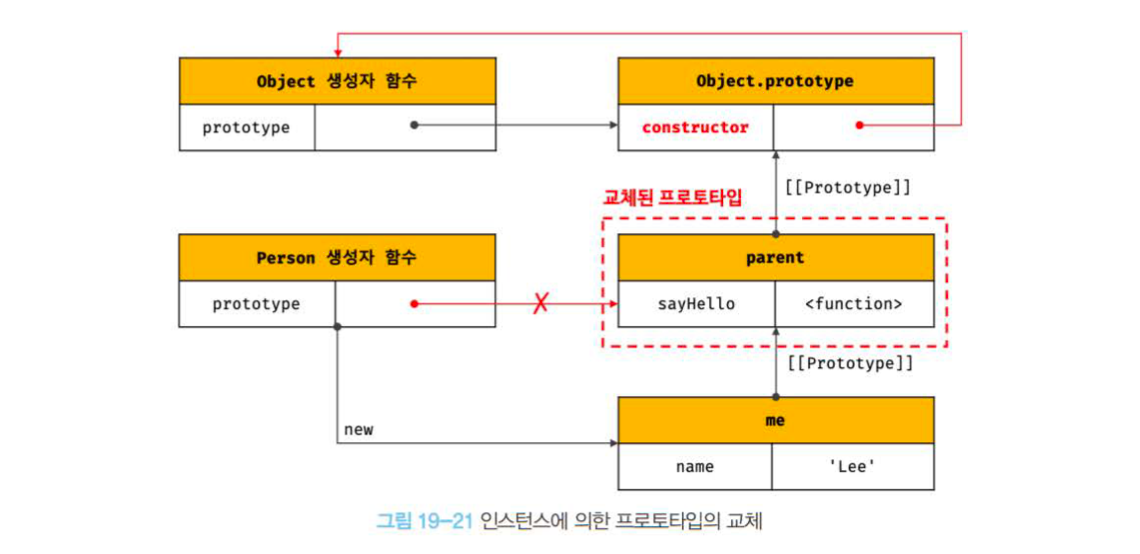 Object 생성자 함수
prototype
Object.prototype
constructor
[[Prototype]]
교체된 프로토타입
Person 생성자 함수
prototype
X
parent
sayHello
<function>
[[Prototype]]
new
me
name
'Lee'
그림 19-21 인스턴스에 의한 프로토타입의 교체